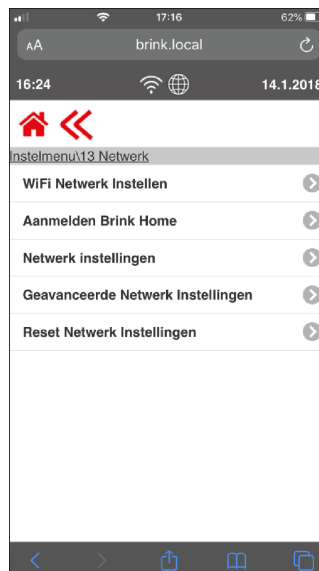 17:16
62%
AA
brink.local
16:24
14.1.2018
Instelmenu\13 Netwerk
WiFi Netwerk Instellen
Aanmelden Brink Home
Netwerk instellingen
Geavanceerde Netwerk Instellingen
Reset Netwerk Instellingen